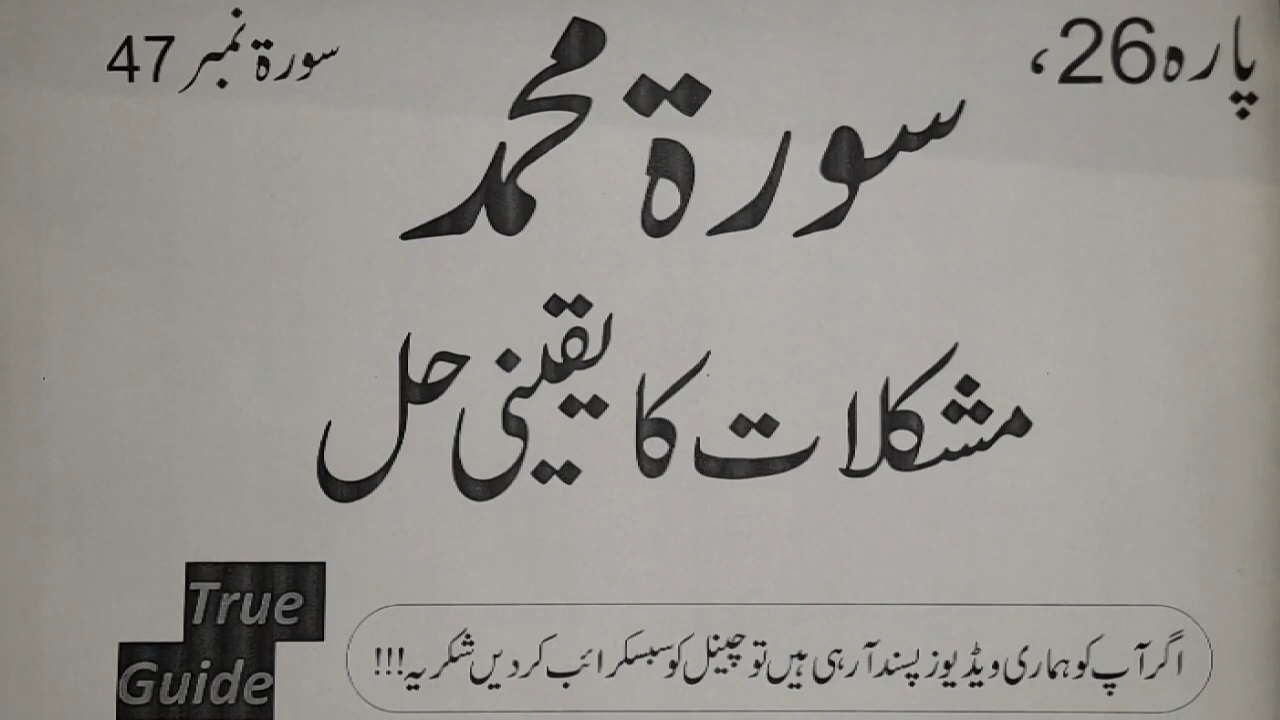 پارہ 26،
سورۃ نمبر 47
سورۃ محمد
مشکلات کا یقینی حل
True
Guide
اگر آپ کو ہماری ویڈیوز پسند آ رہی ہیں تو چینل کو سبسکرائب کر دیں شکریہ!!!